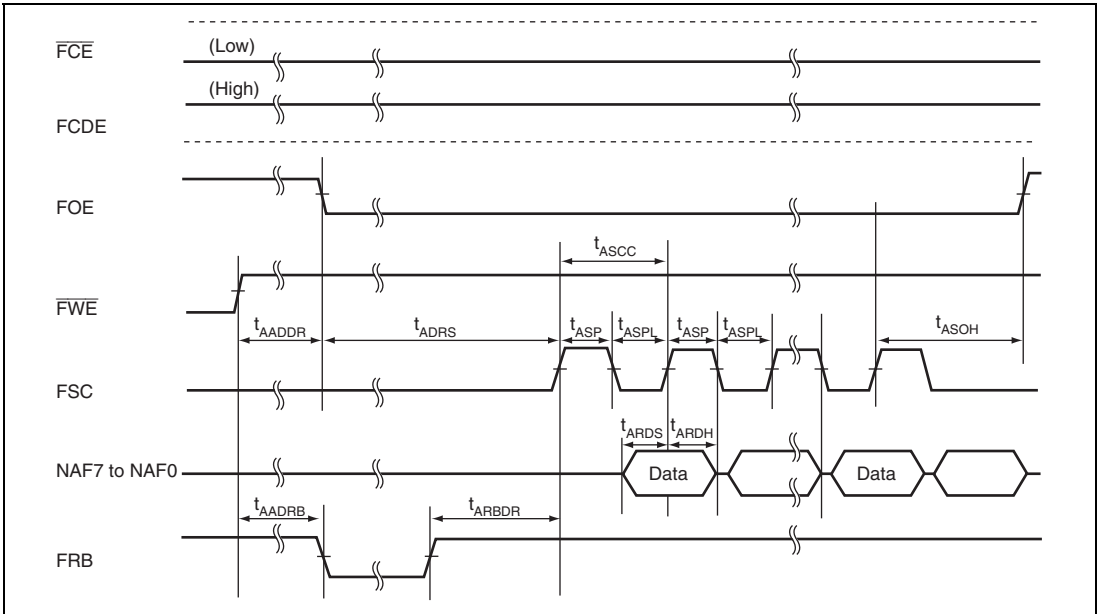 FCE (Low)
(High)
FCDE
FOE
tASCC
FWE
tAADDR tADRS tASP tASPL tASP tASPL tASOH
FSC
tARDS tARDH
NAF7 to NAF0 Data Data
tAADRB tARBDR
FRB